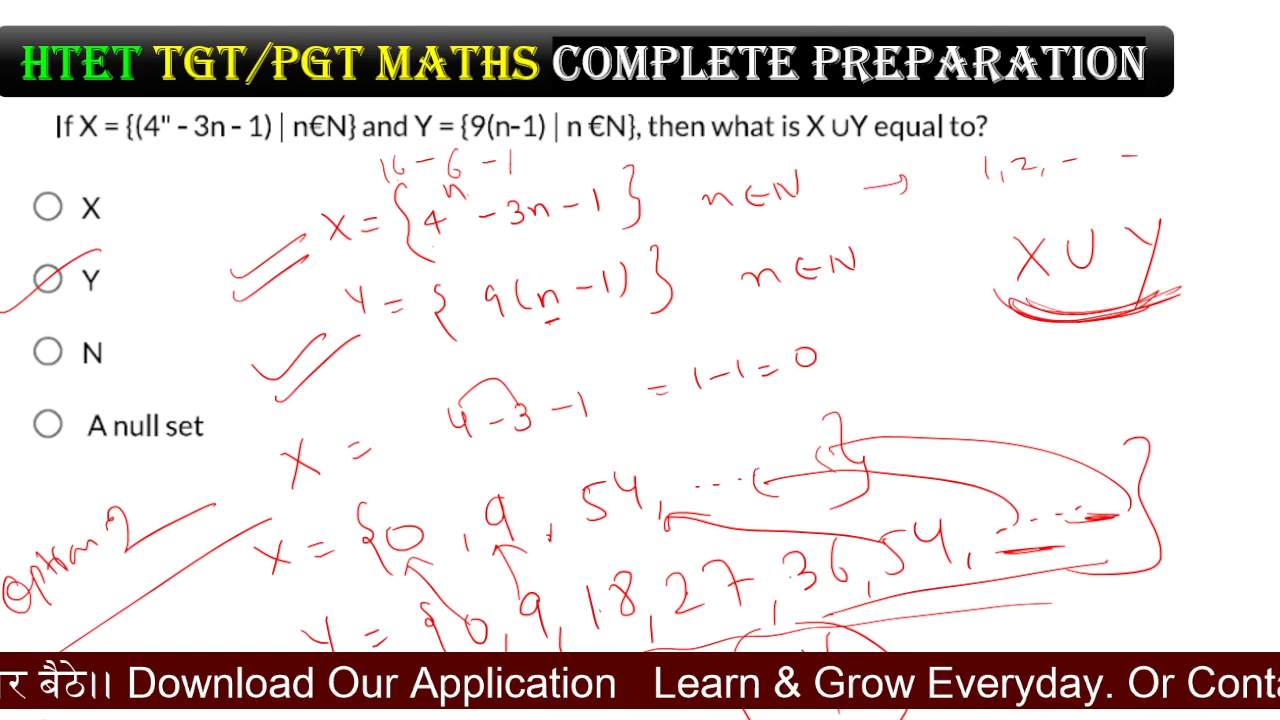 HTET TGT/PGT MATHS COMPLETE PREPARATION
If X = {(4" - 3n - 1) | n€N} and Y = {9(n-1) | n €N}, then what is X ∪Y equal to?
16 - 6 - 1
1, 2, - -
X
X = {4ⁿ - 3n - 1} n∈N →
X ∪ Y
Y
Y = { 9(n-1) } n∈N
N
4 - 3 - 1 = 1 - 1 = 0
A null set
X =
X = {0, 9, 54, ... }
Option 2
Y = {0, 9, 18, 27, 36, 54, ... }
र बैठे।। Download Our Application Learn & Grow Everyday. Or Conta